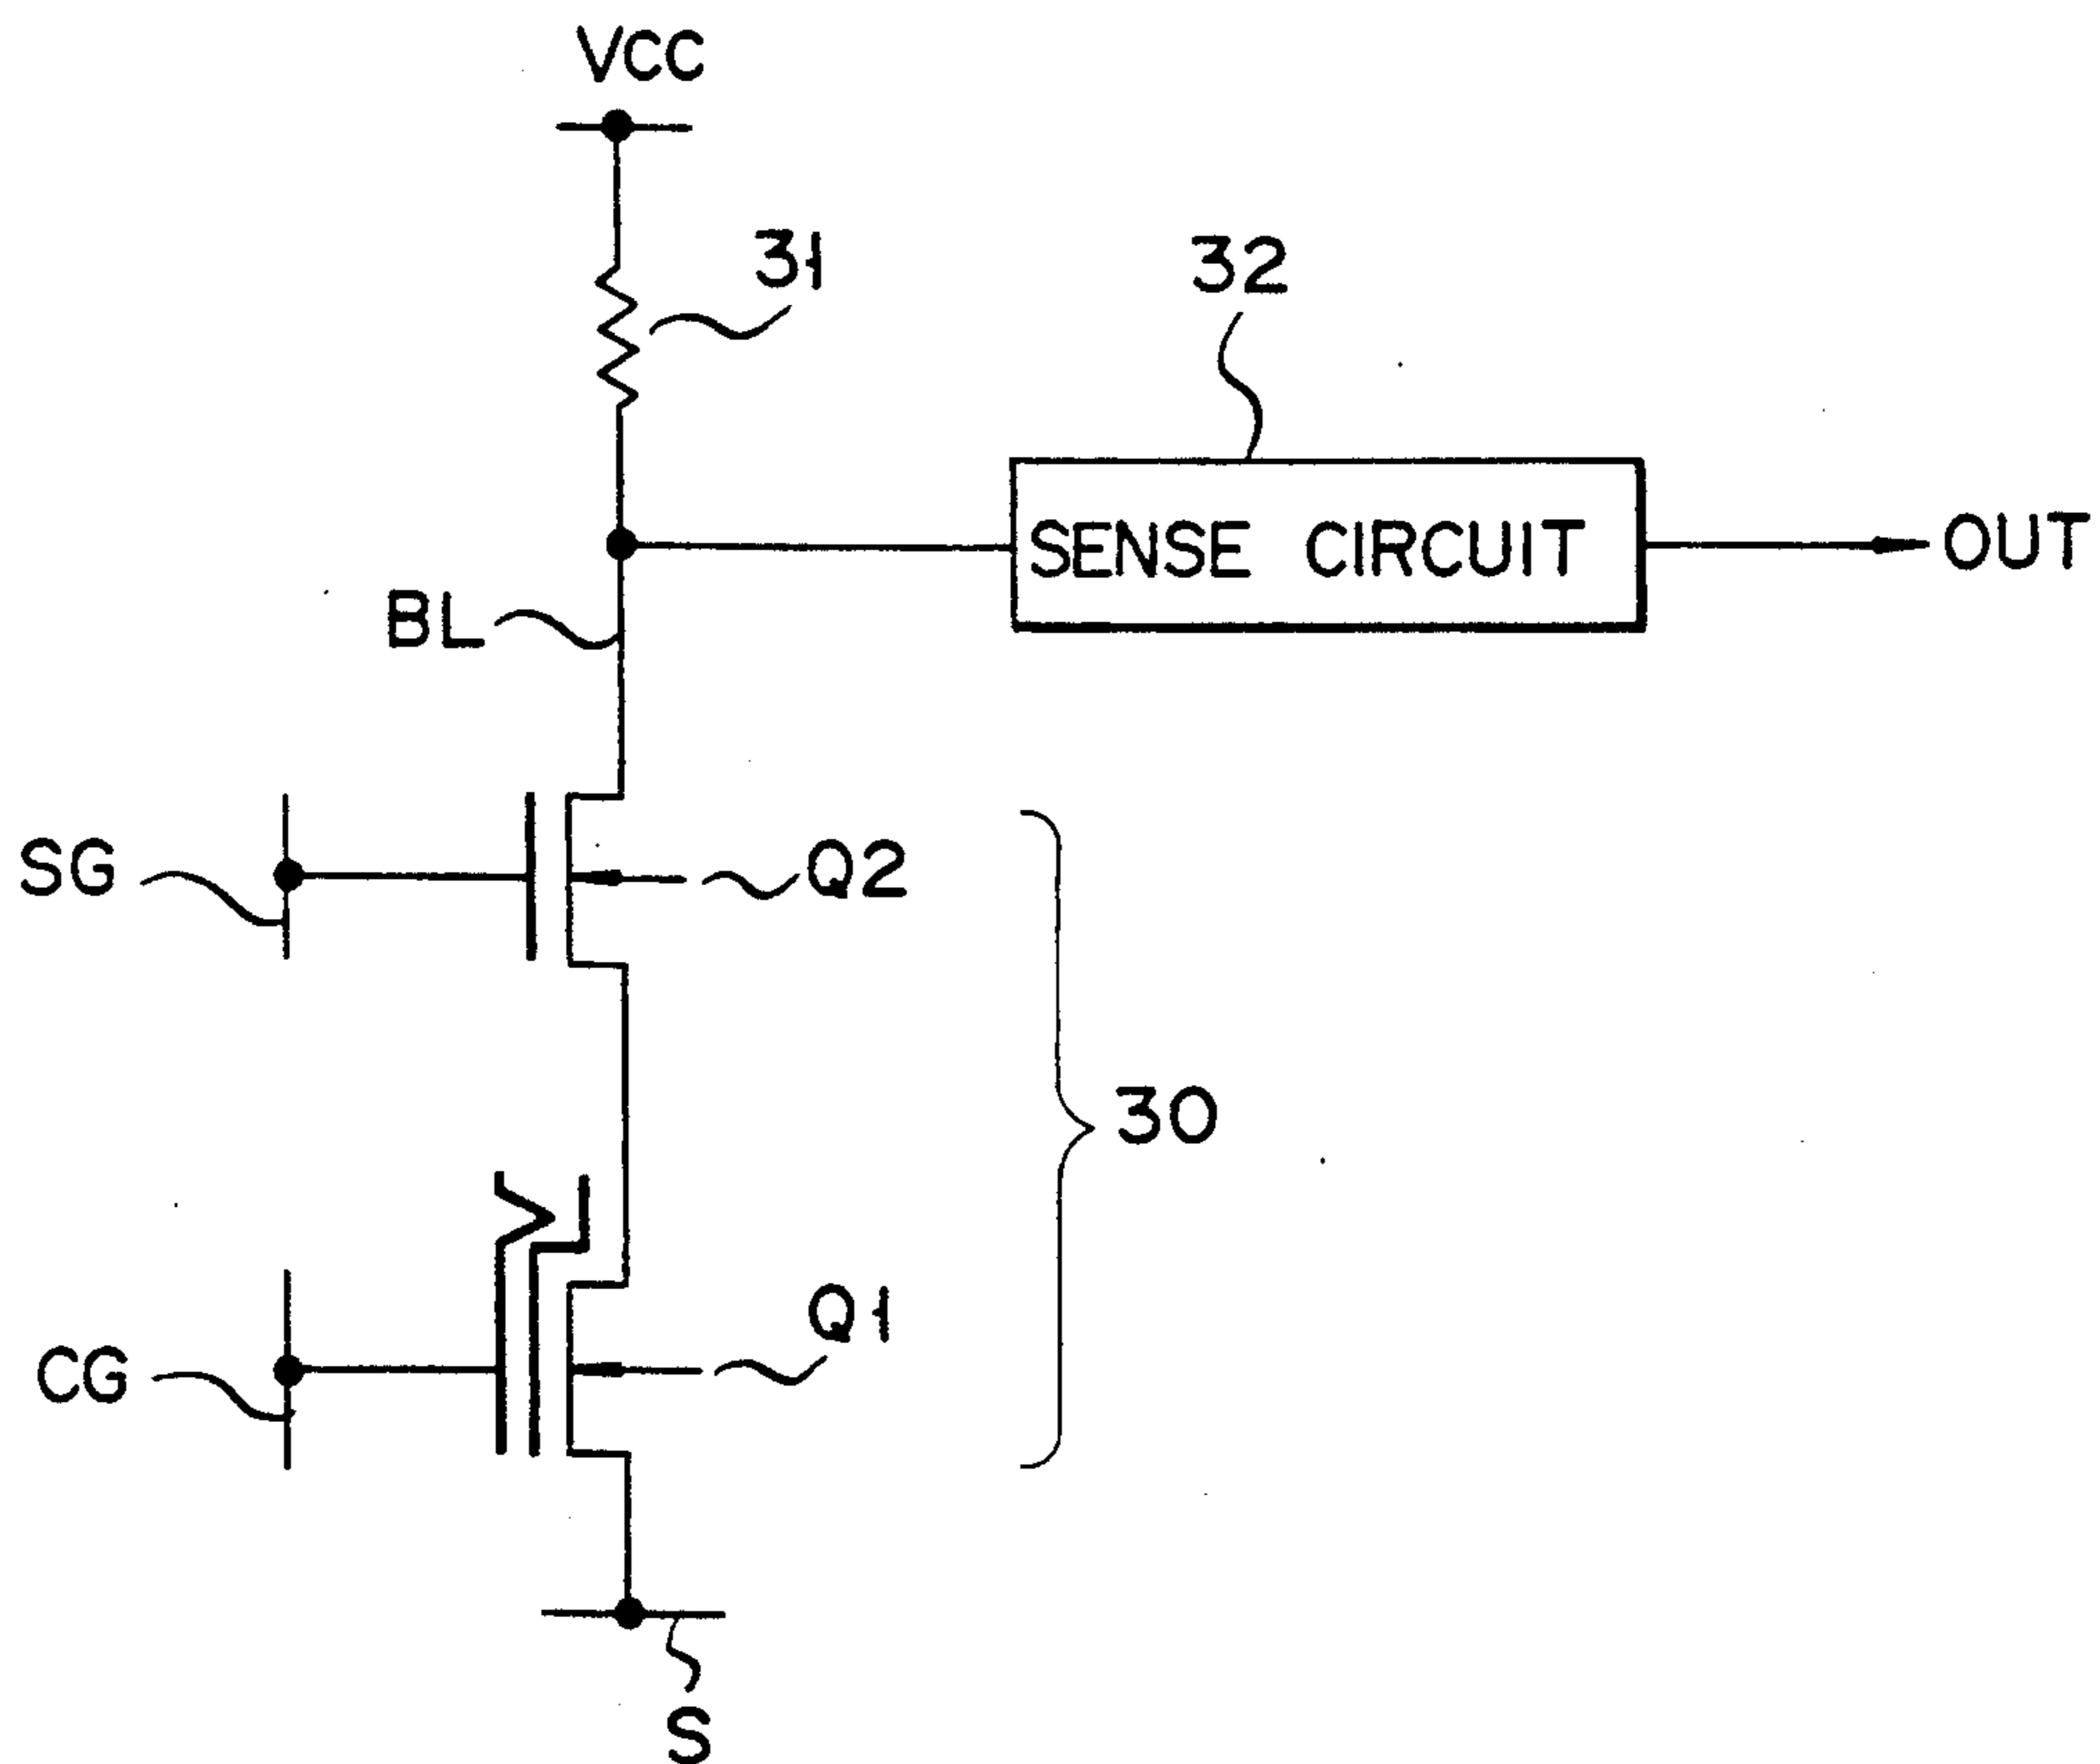 VCC
31
32
SENSE CIRCUIT
OUT
BL
SG
Q2
30
Q1
CG
S